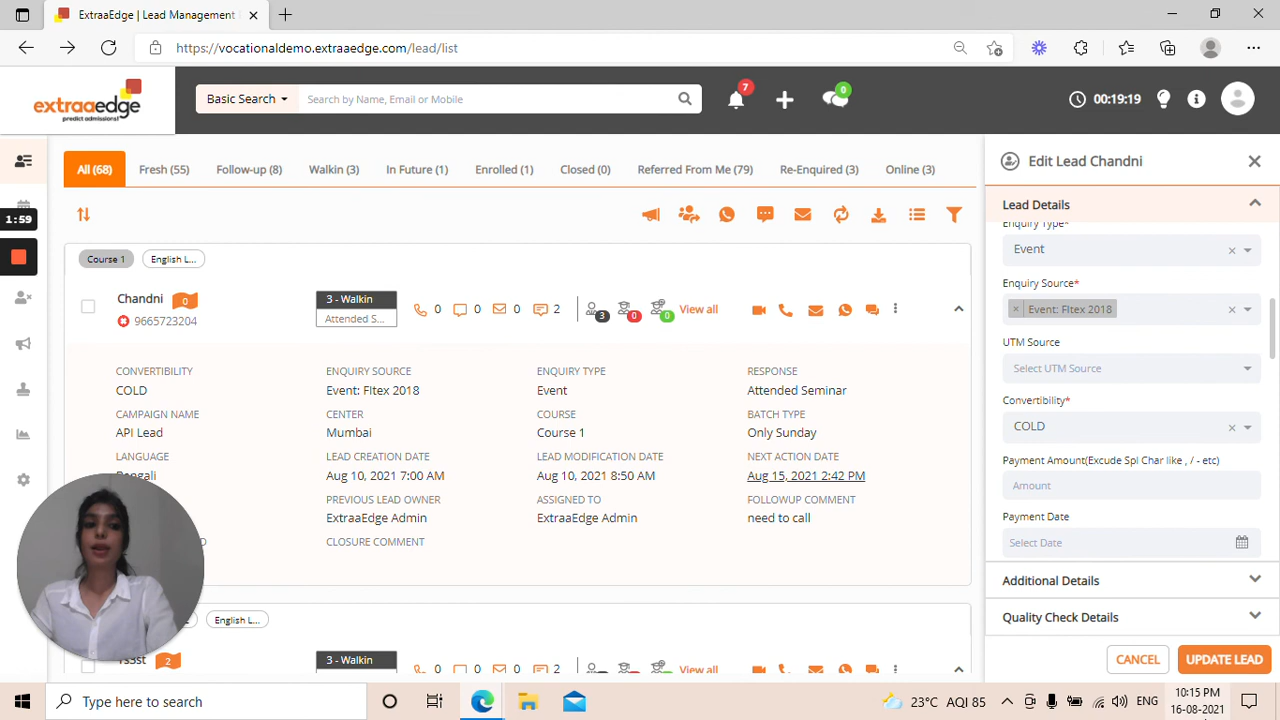 ExtraaEdge | Lead Management
https://vocationaldemo.extraaedge.com/lead/list
extraaedge
predict admissions!
Basic Search
Search by Name, Email or Mobile
7
0
00:19:19
All (68)
Fresh (55)
Follow-up (8)
Walkin (3)
In Future (1)
Enrolled (1)
Closed (0)
Referred From Me (79)
Re-Enquired (3)
Online (3)
1:59
Course 1
English L...
Chandni
0
9665723204
3 - Walkin
Attended S...
0
0
0
2
3
0
0
View all
CONVERTIBILITY
ENQUIRY SOURCE
ENQUIRY TYPE
RESPONSE
COLD
Event: FItex 2018
Event
Attended Seminar
CAMPAIGN NAME
CENTER
COURSE
BATCH TYPE
API Lead
Mumbai
Course 1
Only Sunday
LANGUAGE
LEAD CREATION DATE
LEAD MODIFICATION DATE
NEXT ACTION DATE
Bengali
Aug 10, 2021 7:00 AM
Aug 10, 2021 8:50 AM
Aug 15, 2021 2:42 PM
PREVIOUS LEAD OWNER
ASSIGNED TO
FOLLOWUP COMMENT
ExtraaEdge Admin
ExtraaEdge Admin
need to call
CLOSURE COMMENT
English L...
2
3 - Walkin
0
0
0
2
View all
Edit Lead Chandni
Lead Details
Enquiry Type*
Event
Enquiry Source*
× Event: FItex 2018
UTM Source
Select UTM Source
Convertibility*
COLD
Payment Amount(Excude Spl Char like , / - etc)
Amount
Payment Date
Select Date
Additional Details
Quality Check Details
CANCEL
UPDATE LEAD
Type here to search
23°C AQI 85
ENG
10:15 PM
16-08-2021